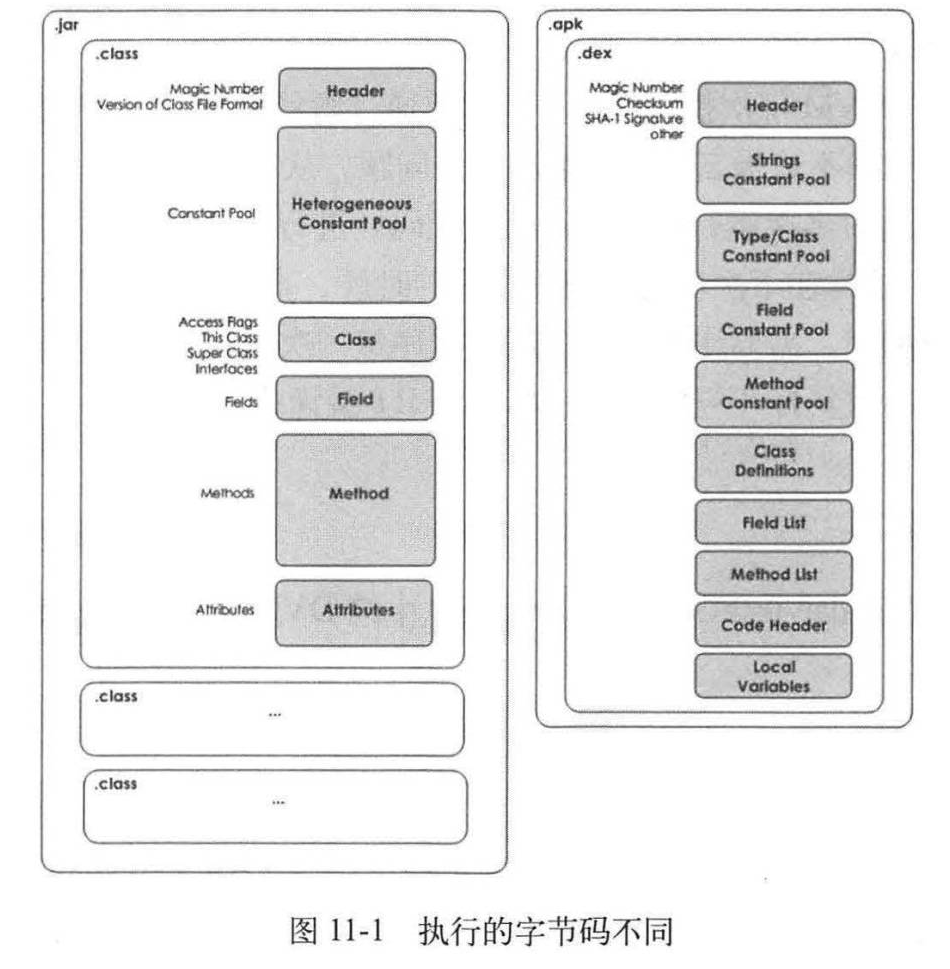 .jar
.class
Magic Number
Version of Class File Format
Header
Constant Pool
Heterogeneous
Constant Pool
Access Flags
This Class
Super Class
Interfaces
Class
Fields
Field
Methods
Method
Attributes
Attributes
.class
...
.class
...
.apk
.dex
Magic Number
Checksum
SHA-1 Signature
other
Header
Strings
Constant Pool
Type/Class
Constant Pool
Field
Constant Pool
Method
Constant Pool
Class
Definitions
Field List
Method List
Code Header
Local
Variables
图 11-1 执行的字节码不同